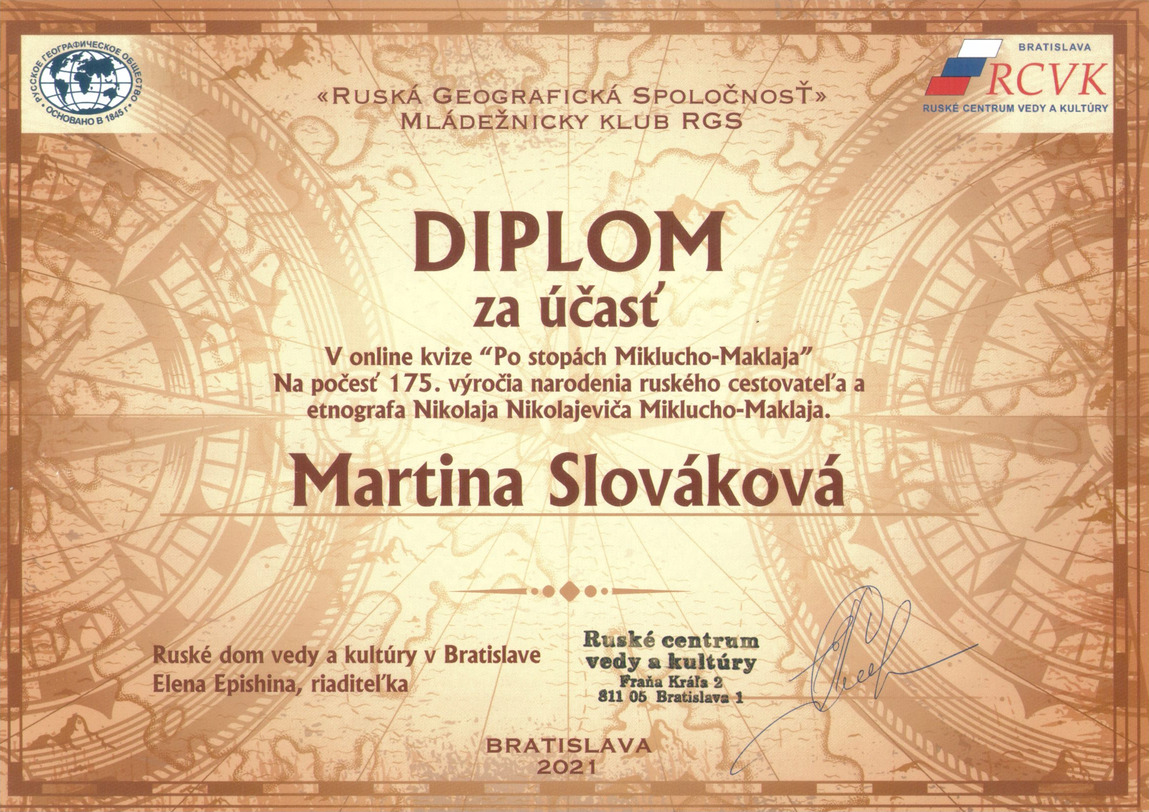 РУССКОЕ ГЕОГРАФИЧЕСКОЕ ОБЩЕСТВО
ОСНОВАНО В 1845 г
BRATISLAVA
RCVK
RUSKÉ CENTRUM VEDY A KULTÚRY
«RUSKÁ GEOGRAFICKÁ SPOLOČNOSŤ»
MLÁDEŽNICKY KLUB RGS
DIPLOM
za účasť
V online kvize “Po stopách Miklucho-Maklaja”
Na počesť 175. výročia narodenia ruského cestovateľa a
etnografa Nikolaja Nikolajeviča Miklucho-Maklaja.
Martina Slováková
Ruské dom vedy a kultúry v Bratislave
Elena Epishina, riaditeľka
Ruské centrum
vedy a kultúry
Fraňa Kráľa 2
811 05 Bratislava 1
BRATISLAVA
2021